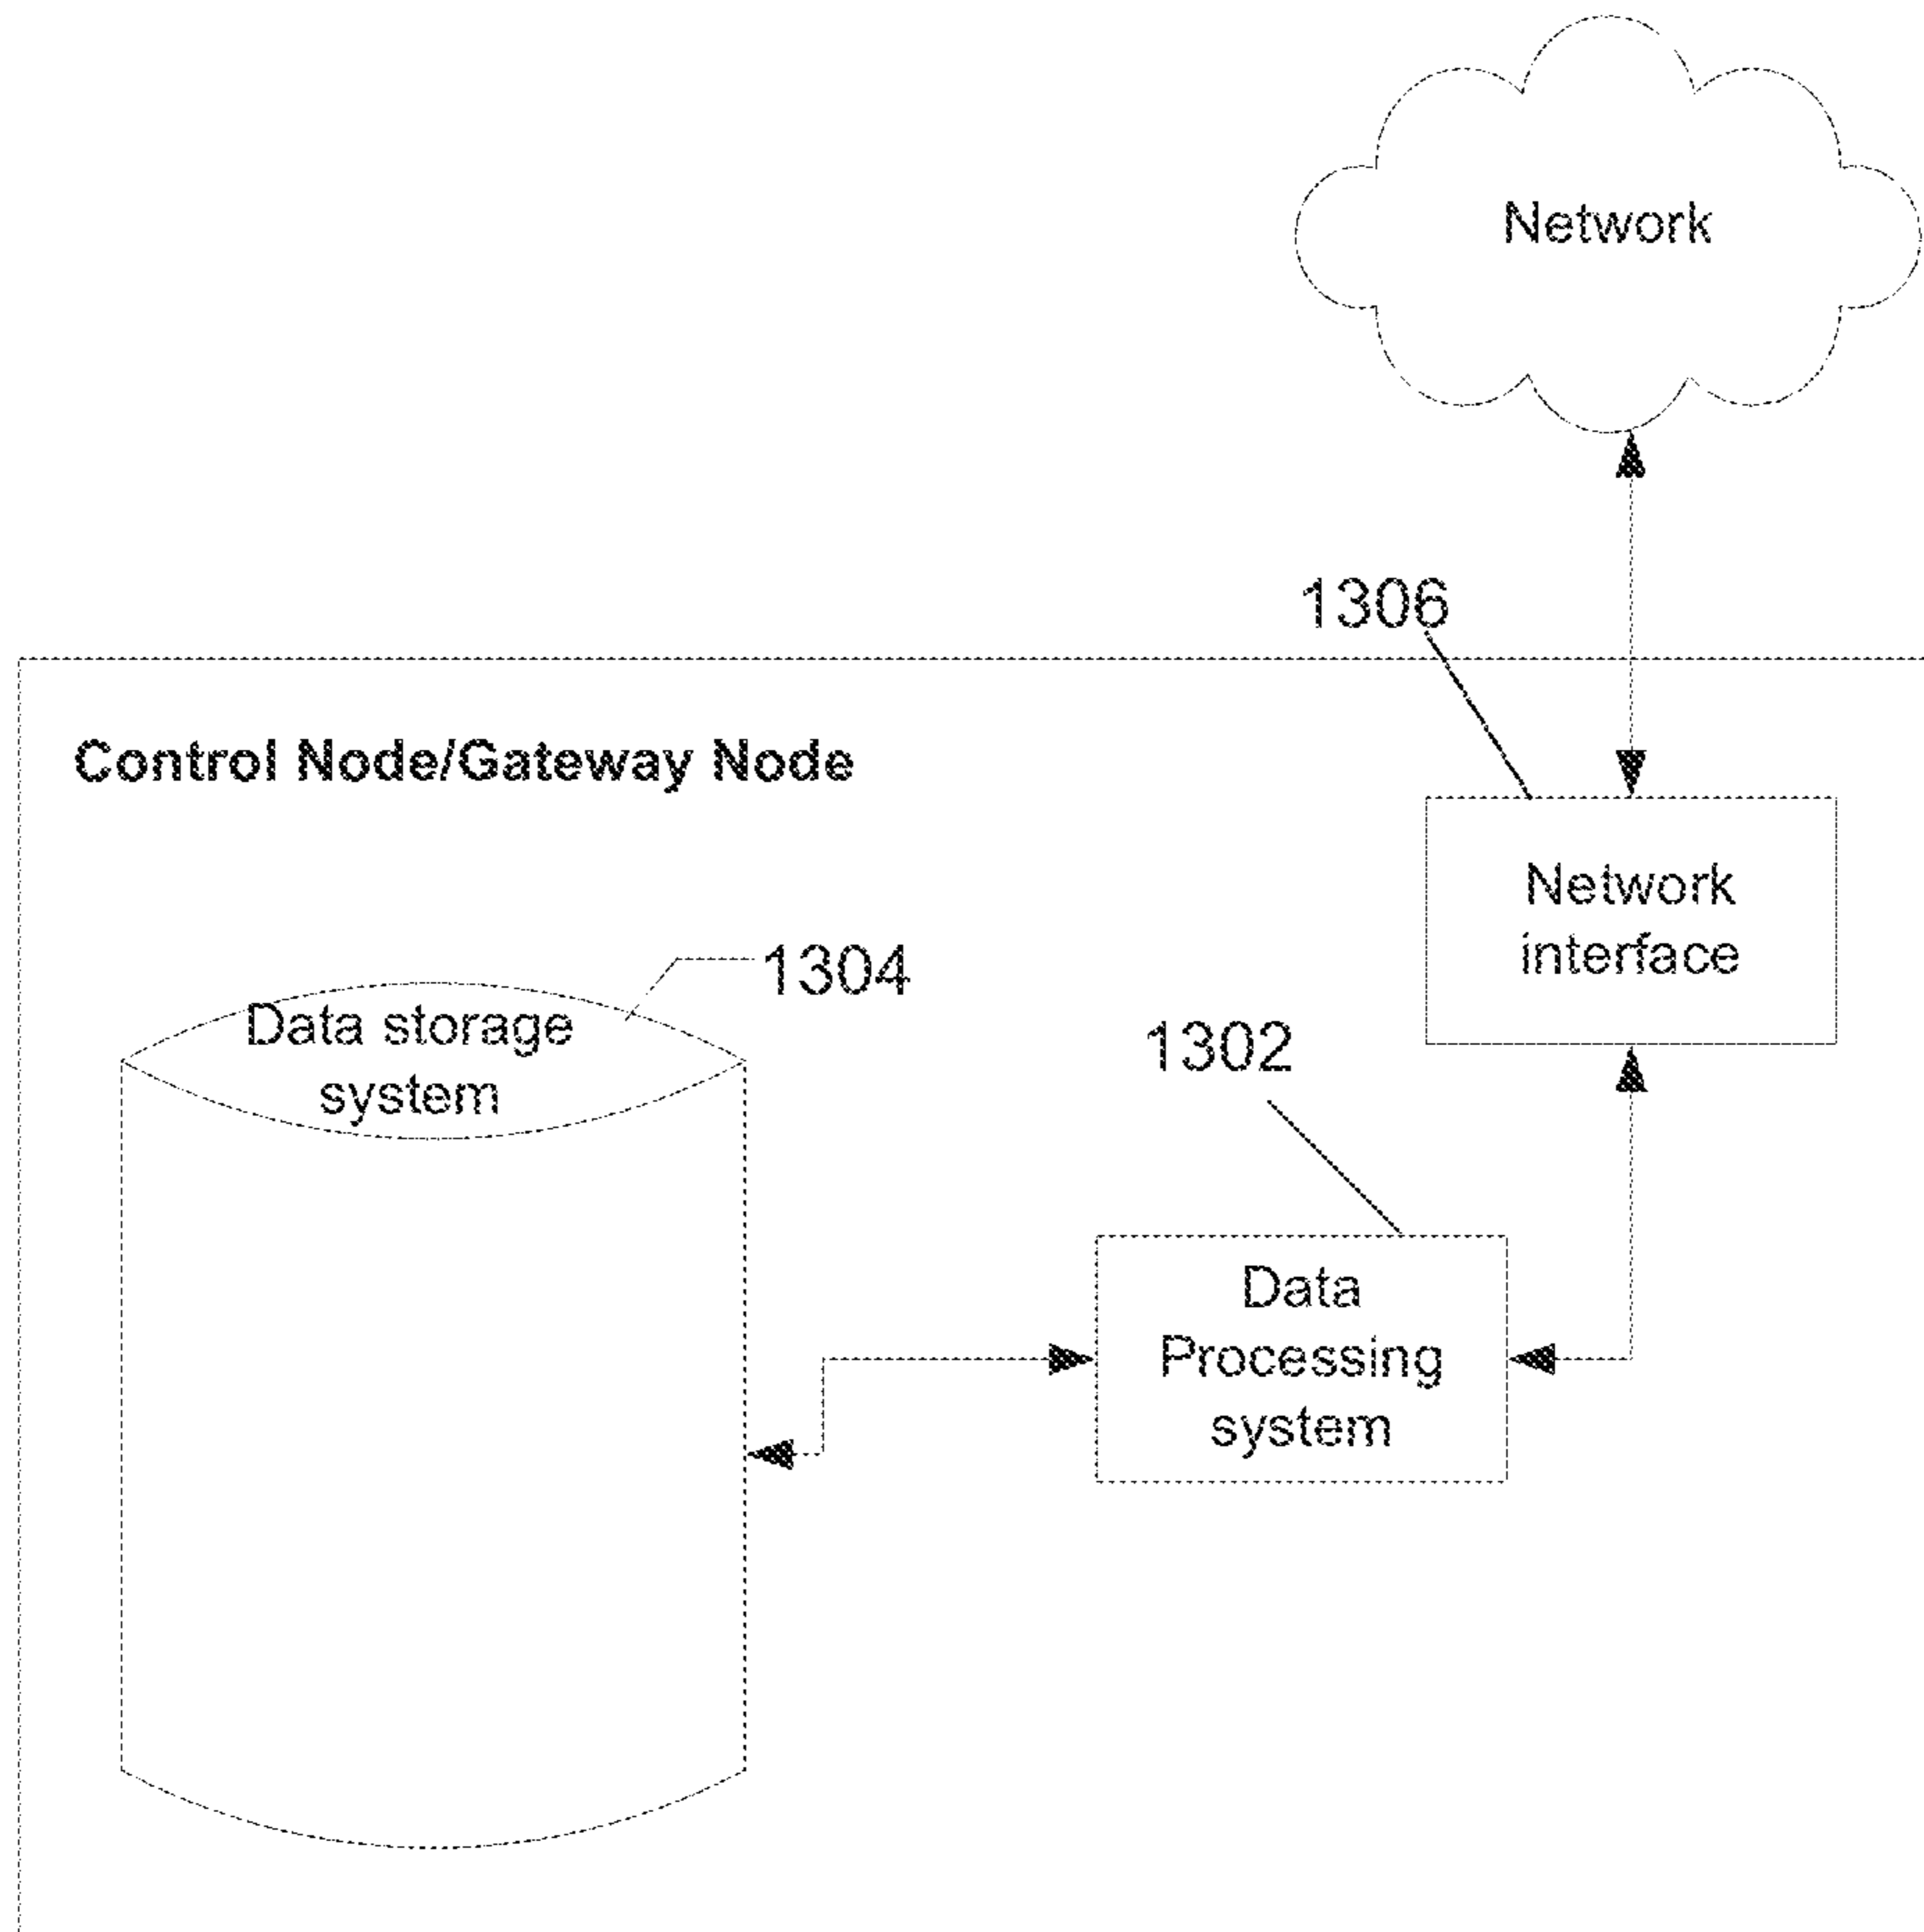 Network
1306
Control Node/Gateway Node
Network
interface
1304
Data storage
system
1302
Data
Processing
system